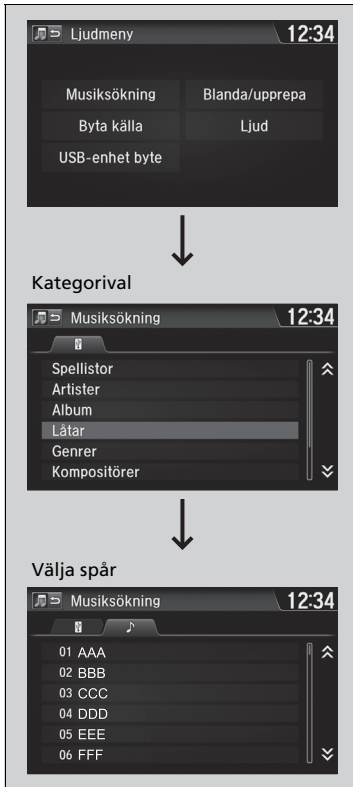 Ljudmeny 12:34
Musiksökning Blanda/upprepa
Byta källa Ljud
USB-enhet byte
Kategorival
Musiksökning 12:34
Spellistor
Artister
Album
Låtar
Genrer
Kompositörer
Välja spår
Musiksökning 12:34
01 AAA
02 BBB
03 CCC
04 DDD
05 EEE
06 FFF